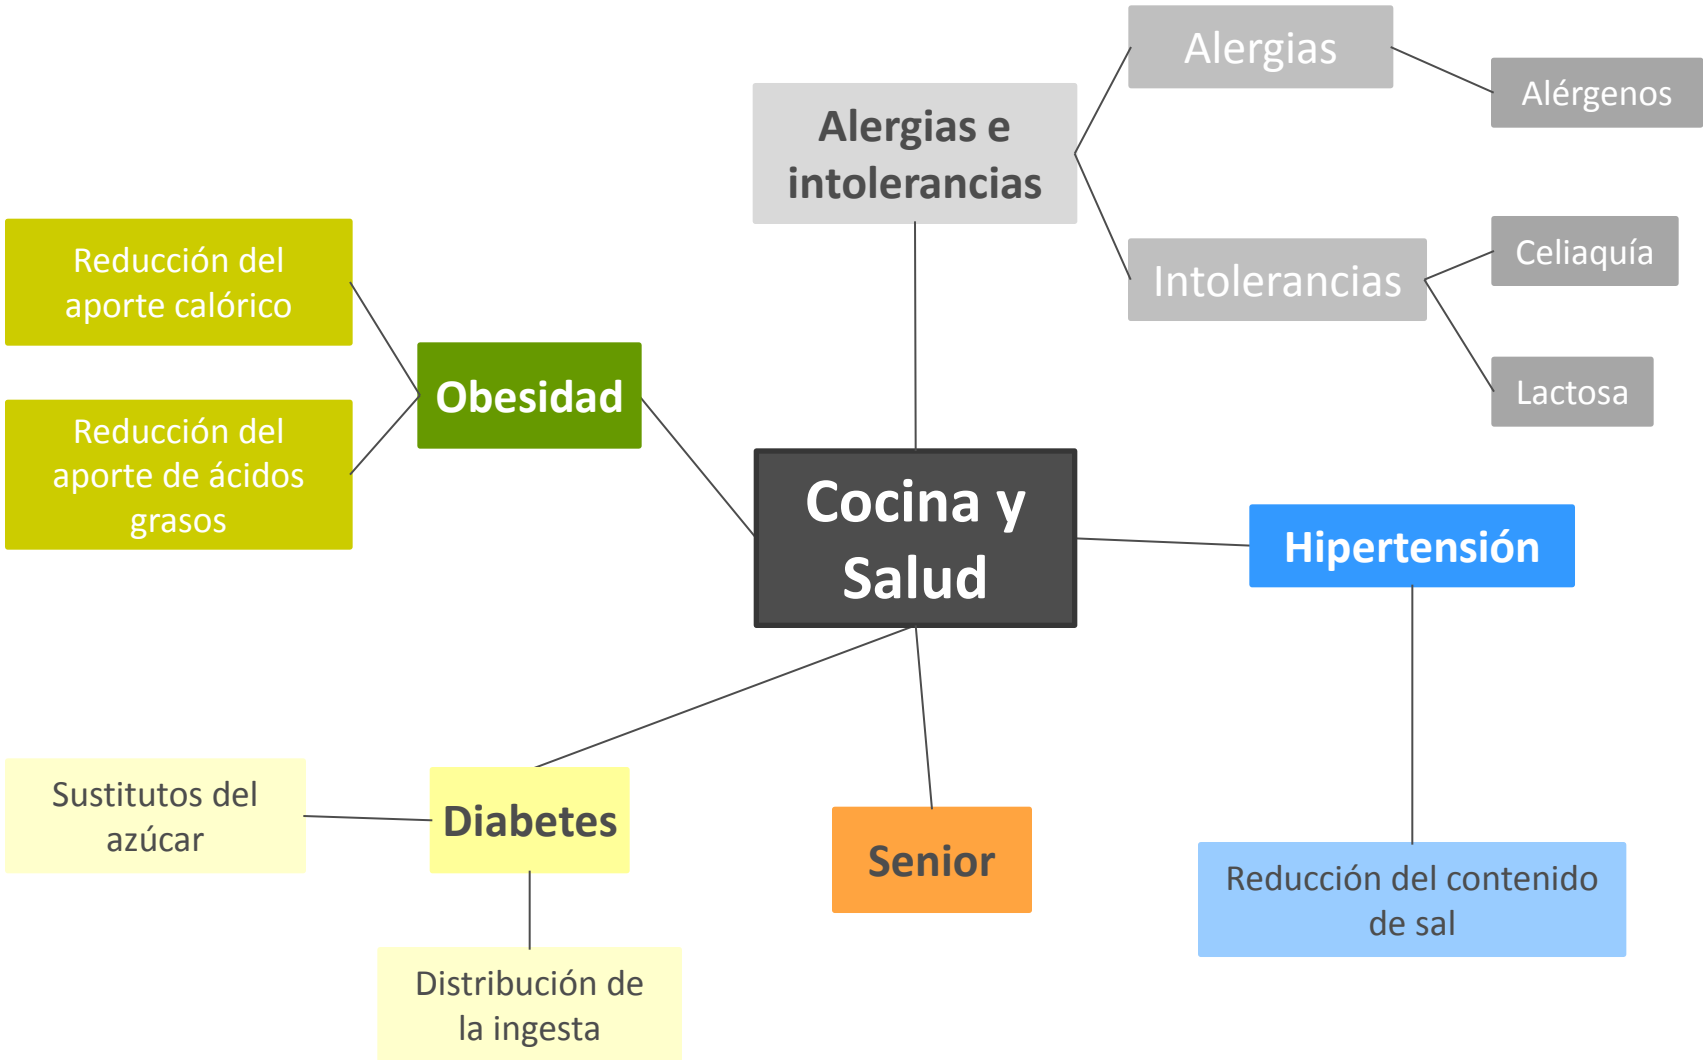 Alergias
Alérgenos
Alergias e
intolerancias
Intolerancias
Celiaquía
Lactosa
Reducción del
aporte calórico
Obesidad
Reducción del
aporte de ácidos
grasos
Cocina y
Salud
Hipertensión
Sustitutos del
azúcar
Diabetes
Senior
Reducción del contenido
de sal
Distribución de
la ingesta